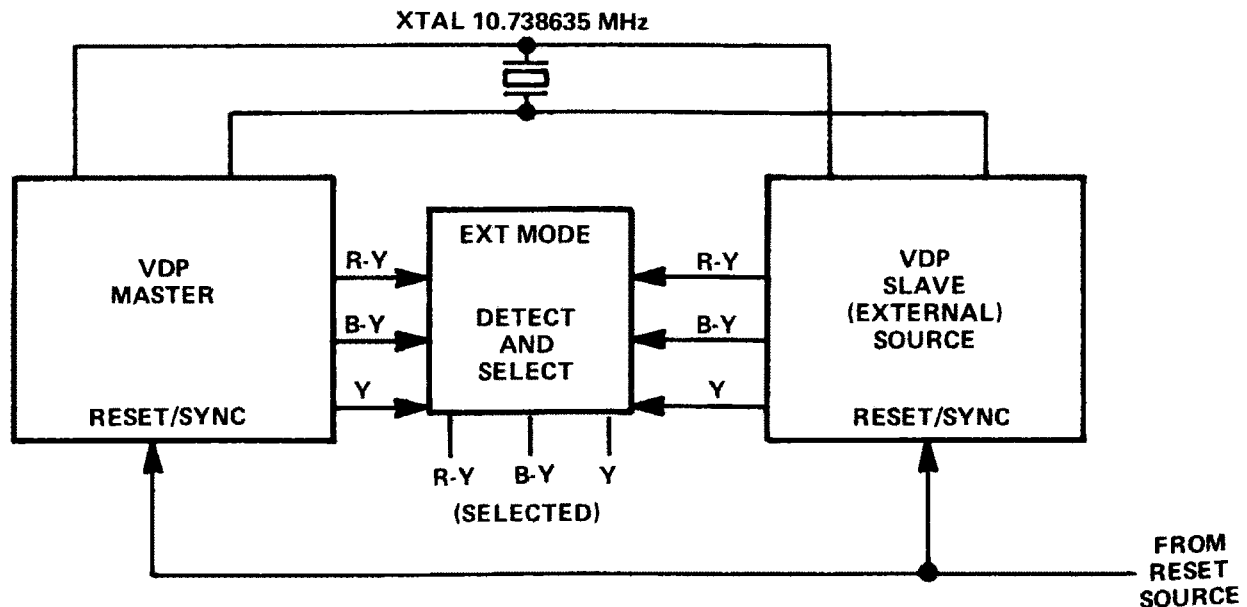 XTAL 10.738635 MHz
VDP
MASTER
RESET/SYNC
R-Y
B-Y
Y
EXT MODE
DETECT
AND
SELECT
R-Y
B-Y
Y
VDP
SLAVE
(EXTERNAL)
SOURCE
RESET/SYNC
R-Y B-Y Y
(SELECTED)
FROM
RESET
SOURCE